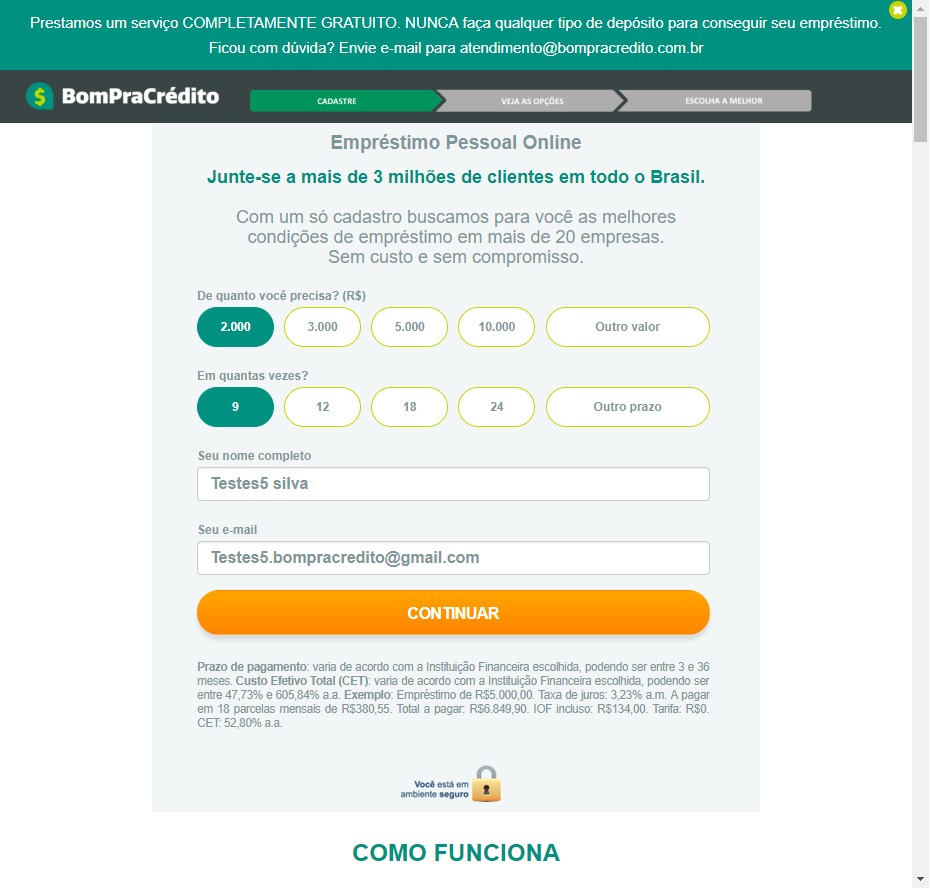 Prestamos um serviço COMPLETAMENTE GRATUITO. NUNCA faça qualquer tipo de depósito para conseguir seu empréstimo.
Ficou com dúvida? Envie e-mail para atendimento@bompracredito.com.br
$ BomPraCrédito
CADASTRE
VEJA AS OPÇÕES
ESCOLHA A MELHOR
Empréstimo Pessoal Online
Junte-se a mais de 3 milhões de clientes em todo o Brasil.
Com um só cadastro buscamos para você as melhores
condições de empréstimo em mais de 20 empresas.
Sem custo e sem compromisso.
De quanto você precisa? (R$)
2.000 3.000 5.000 10.000 Outro valor
Em quantas vezes?
9 12 18 24 Outro prazo
Seu nome completo
Testes5 silva
Seu e-mail
Testes5.bompracredito@gmail.com
CONTINUAR
Prazo de pagamento: varia de acordo com a Instituição Financeira escolhida, podendo ser entre 3 e 36
meses. Custo Efetivo Total (CET): varia de acordo com a Instituição Financeira escolhida, podendo ser
entre 47,73% e 605,84% a.a. Exemplo: Empréstimo de R$5.000,00. Taxa de juros: 3,23% a.m. A pagar
em 18 parcelas mensais de R$380,55. Total a pagar: R$6.849,90. IOF incluso: R$134,00. Tarifa: R$0.
CET: 52,80% a.a.
Você está em
ambiente seguro
COMO FUNCIONA